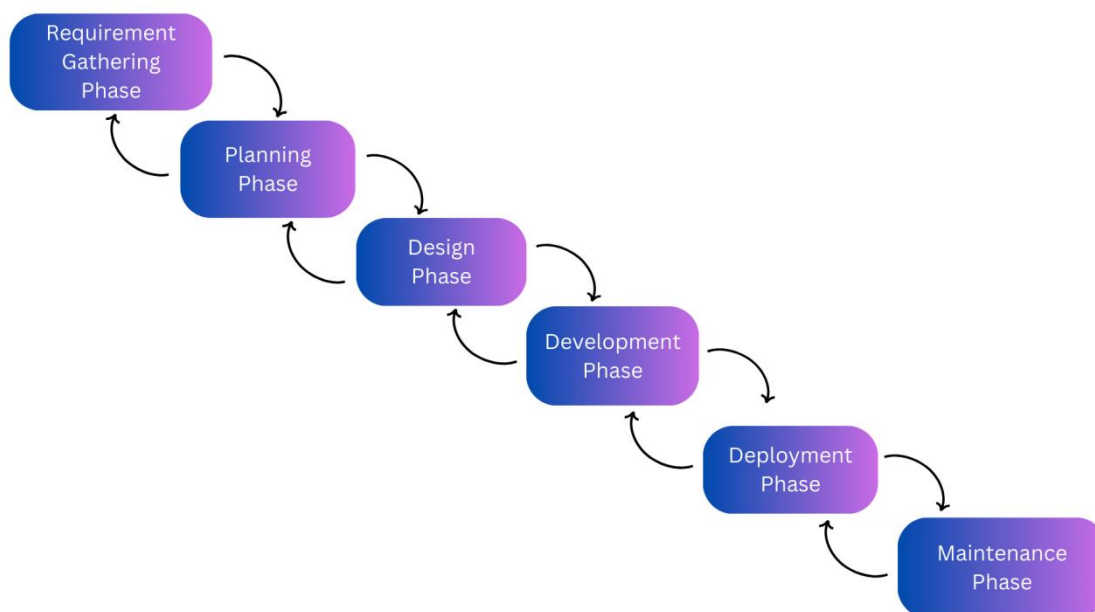 Requirement
Gathering
Phase
Planning
Phase
Design
Phase
Development
Phase
Deployment
Phase
Maintenance
Phase